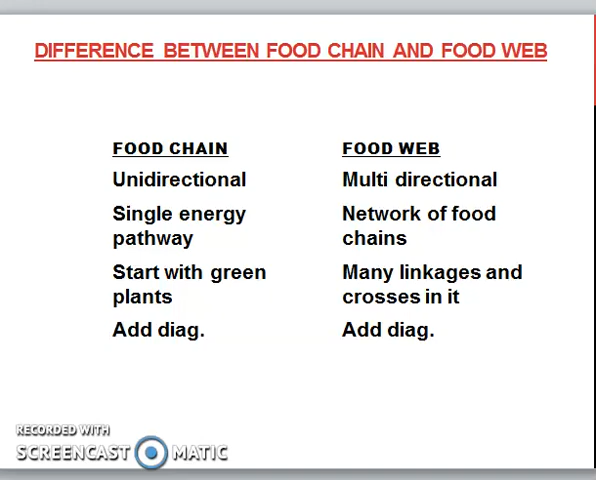 DIFFERENCE BETWEEN FOOD CHAIN AND FOOD WEB
FOOD CHAIN
Unidirectional
Single energy
pathway
Start with green
plants
Add diag.
FOOD WEB
Multi directional
Network of food
chains
Many linkages and
crosses in it
Add diag.
RECORDED WITH
SCREENCAST MATIC